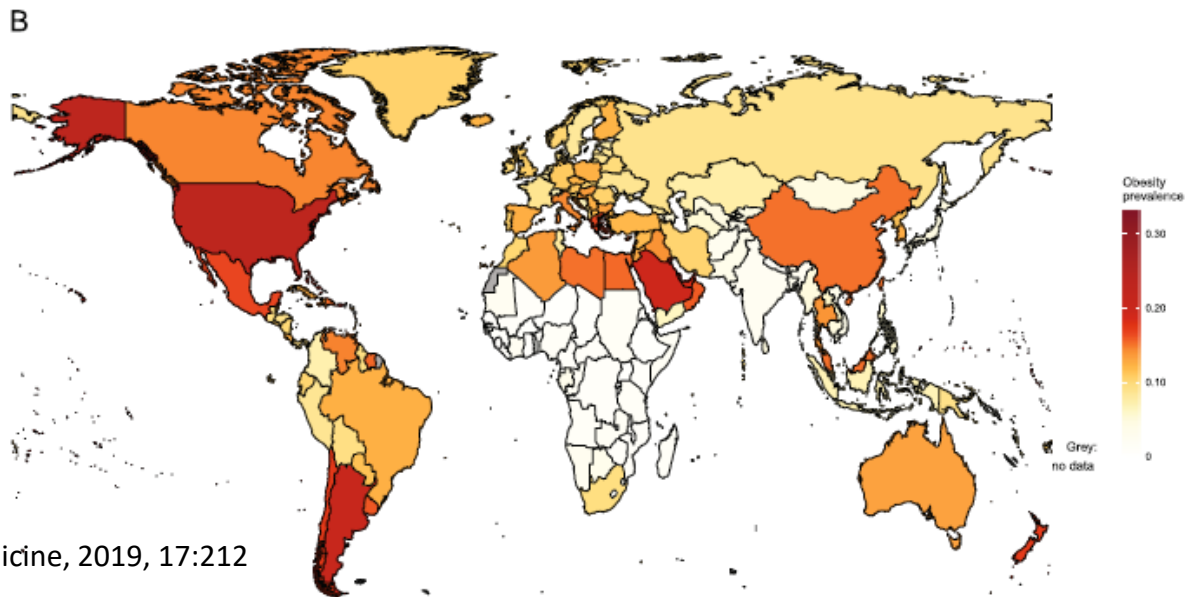 B
Obesity
prevalence
0.30
0.20
0.10
0
Grey:
no data
icine, 2019, 17:212